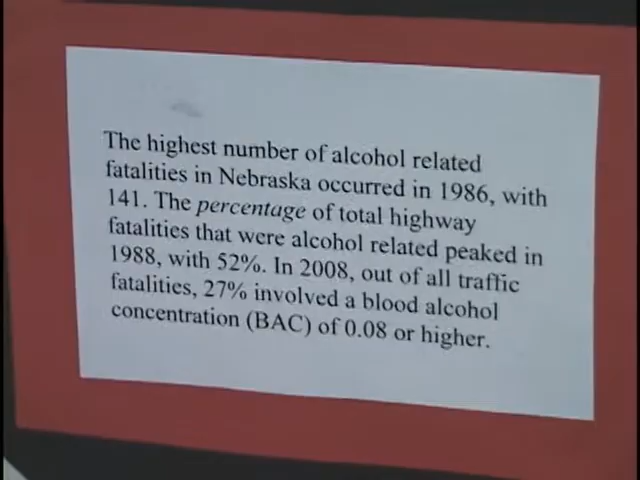 The highest number of alcohol related
fatalities in Nebraska occurred in 1986, with
141. The percentage of total highway
fatalities that were alcohol related peaked in
1988, with 52%. In 2008, out of all traffic
fatalities, 27% involved a blood alcohol
concentration (BAC) of 0.08 or higher.